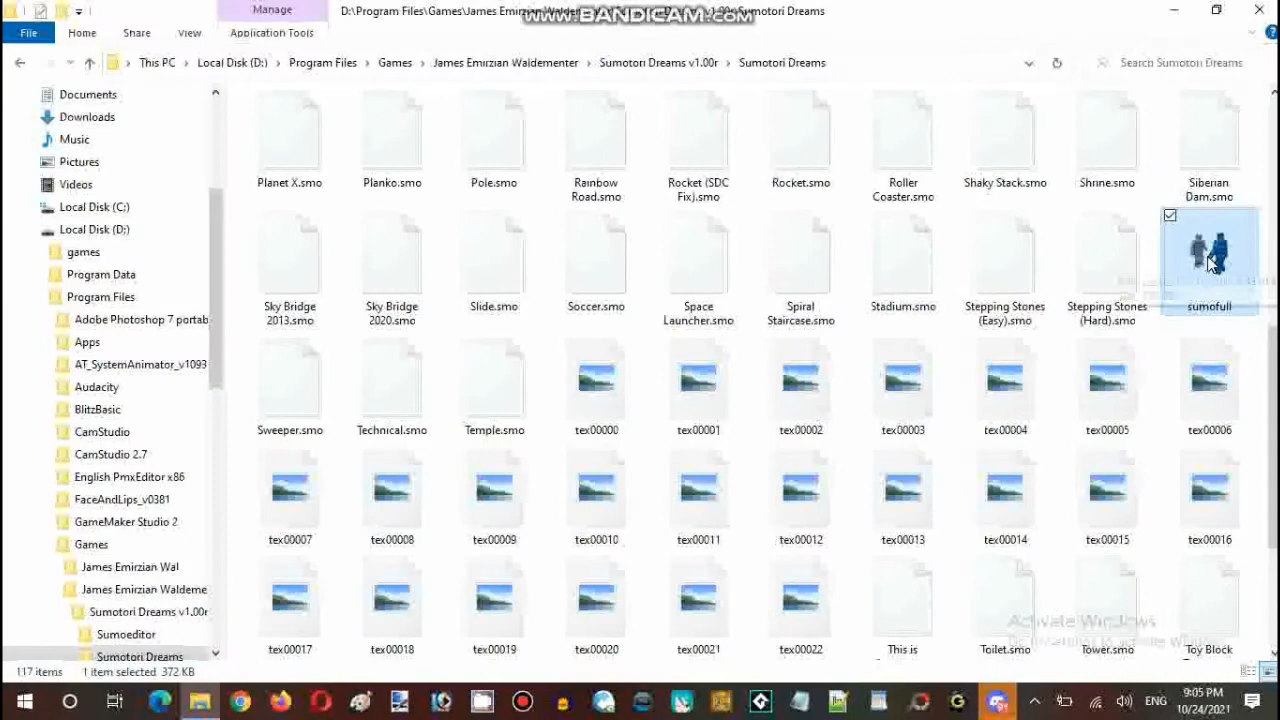 Manage
D:\Program Files\Games\James Emirzian Waldementer\
Sumotori Dreams
www.BANDICAM.com
File Home Share View Application Tools
This PC Local Disk (D:) Program Files Games James Emirzian Waldementer Sumotori Dreams v1.00r Sumotori Dreams
Search Sumotori Dreams
Documents
Downloads
Music
Pictures
Videos
Local Disk (C:)
Local Disk (D:)
games
Program Data
Program Files
Adobe Photoshop 7 portab
Apps
AT_SystemAnimator_v1093
Audacity
BlitzBasic
CamStudio
CamStudio 2.7
English PmxEditor x86
FaceAndLips_v0381
GameMaker Studio 2
Games
James Emirzian Wal
James Emirzian Waldeme
Sumotori Dreams v1.00r
Sumoeditor
Sumotori Dreams
Planet X.smo Planko.smo Pole.smo Rainbow Road.smo Rocket (SDC Fix).smo Rocket.smo Roller Coaster.smo Shaky Stack.smo Shrine.smo Siberian Dam.smo
Sky Bridge 2013.smo Sky Bridge 2020.smo Slide.smo Soccer.smo Space Launcher.smo Spiral Staircase.smo Stadium.smo Stepping Stones (Easy).smo Stepping Stones (Hard).smo sumofull
Sweeper.smo Technical.smo Temple.smo tex00000 tex00001 tex00002 tex00003 tex00004 tex00005 tex00006
tex00007 tex00008 tex00009 tex00010 tex00011 tex00012 tex00013 tex00014 tex00015 tex00016
tex00017 tex00018 tex00019 tex00020 tex00021 tex00022 This is Toilet.smo Tower.smo Toy Block
Activate Windows
117 items 1 item selected 372 KB
ENG
9:05 PM
10/24/2021